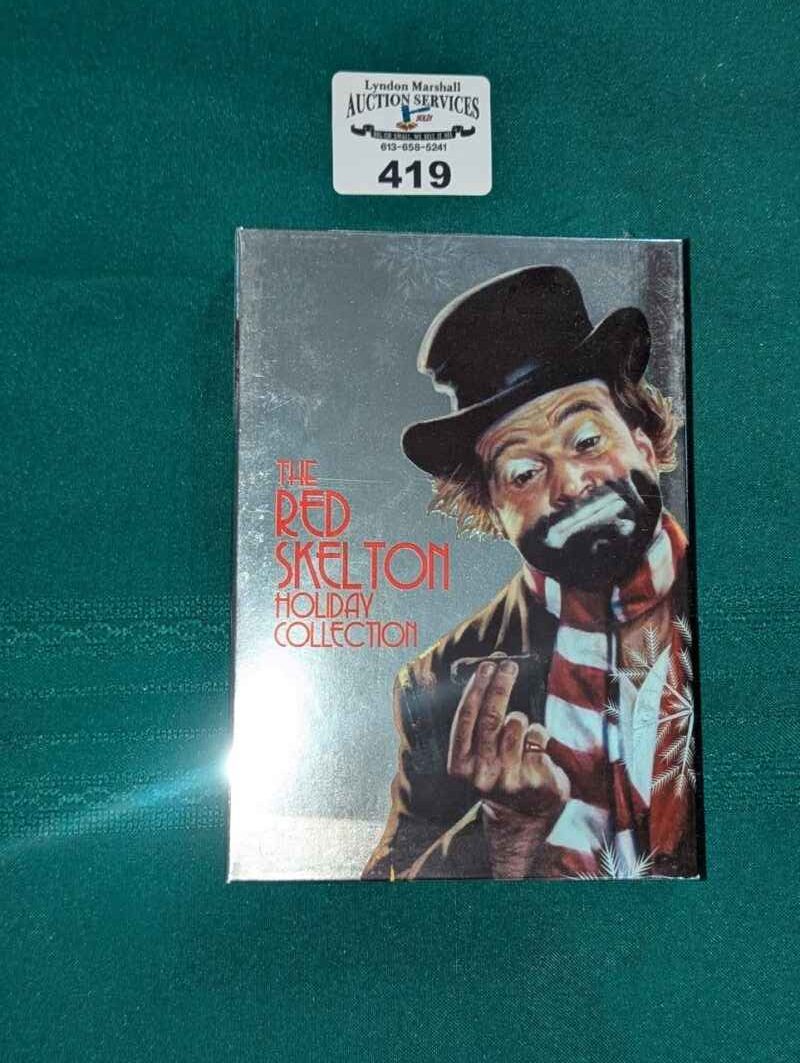 Lyndon Marshall
AUCTION SERVICES
613-658-5241
419
THE
RED
SKELTON
HOLIDAY
COLLECTION